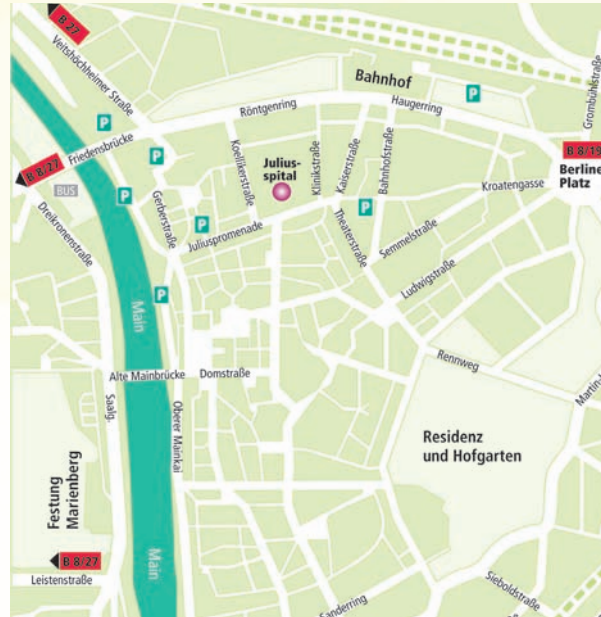 B 27
Veitshöchheimer Straße
Bahnhof
P
Grombühlstraße
Röntgenring
Haugerring
P
Friedensbrücke
B 8/27
P
Koellikerstraße
Julius-
spital
Klinikstraße
Kaiserstraße
Bahnhofstraße
B 8/19
Berline
Platz
Kroatengasse
BUS
P
Gerberstraße
P
P
Dreikronenstraße
Juliuspromenade
Theaterstraße
Semmelstraße
Ludwigstraße
P
Main
Rennweg
Alte Mainbrücke
Domstraße
Martin-L
Saalg.
Oberer Mainkai
Residenz
und Hofgarten
Festung
Marienberg
Main
B 8/27
Leistenstraße
Sanderring
Sieboldstraße